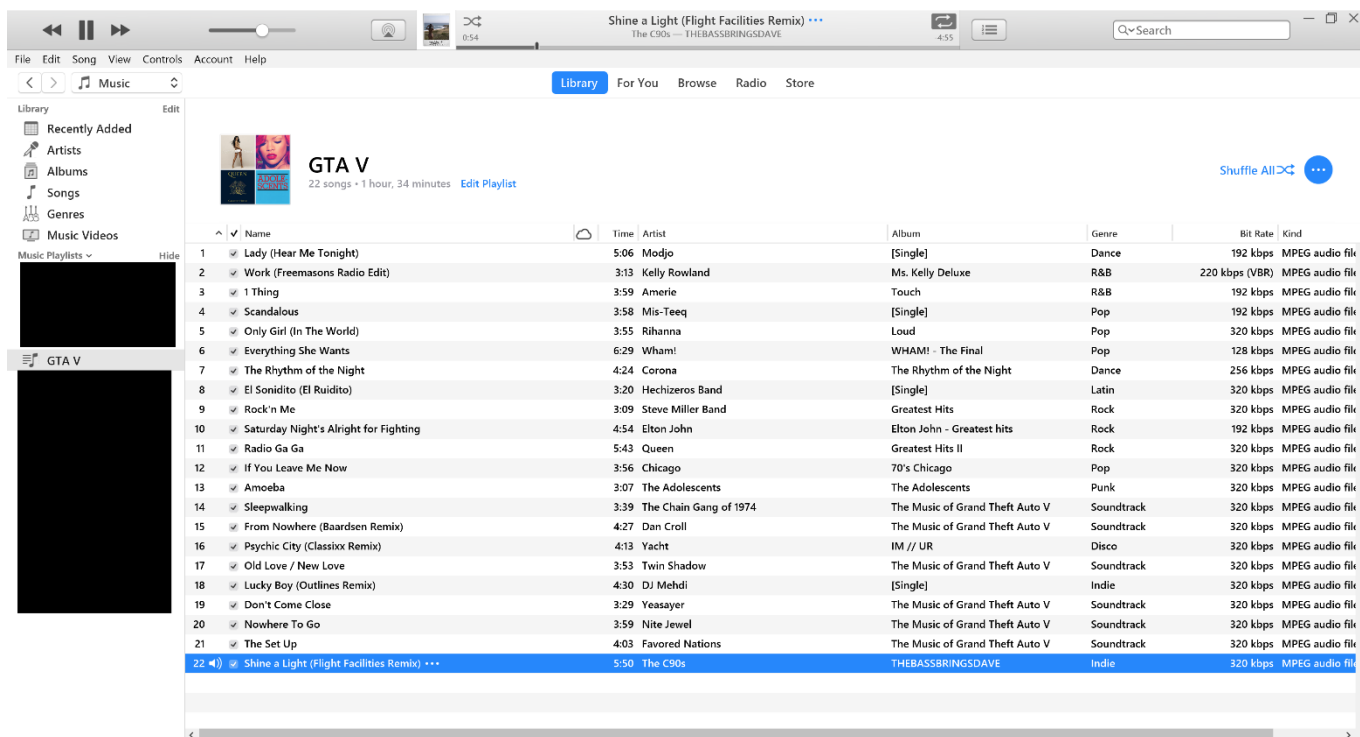 Shine a Light (Flight Facilities Remix) •••
0:54 The C90s — THEBASSBRINGSDAVE 4:55
Search
File Edit Song View Controls Account Help
Music Library For You Browse Radio Store
Library Edit
Recently Added
Artists
Albums
Songs
Genres
Music Videos
Music Playlists Hide
GTA V
QUEEN
ADOLESCENTS
GTA V
22 songs • 1 hour, 34 minutes Edit Playlist
Shuffle All
Name Time Artist Album Genre Bit Rate Kind
1 Lady (Hear Me Tonight) 5:06 Modjo [Single] Dance 192 kbps MPEG audio file
2 Work (Freemasons Radio Edit) 3:13 Kelly Rowland Ms. Kelly Deluxe R&B 220 kbps (VBR) MPEG audio file
3 1 Thing 3:59 Amerie Touch R&B 192 kbps MPEG audio file
4 Scandalous 3:58 Mis-Teeq [Single] Pop 192 kbps MPEG audio file
5 Only Girl (In The World) 3:55 Rihanna Loud Pop 320 kbps MPEG audio file
6 Everything She Wants 6:29 Wham! WHAM! - The Final Pop 128 kbps MPEG audio file
7 The Rhythm of the Night 4:24 Corona The Rhythm of the Night Dance 256 kbps MPEG audio file
8 El Sonidito (El Ruidito) 3:20 Hechizeros Band [Single] Latin 320 kbps MPEG audio file
9 Rock'n Me 3:09 Steve Miller Band Greatest Hits Rock 320 kbps MPEG audio file
10 Saturday Night's Alright for Fighting 4:54 Elton John Elton John - Greatest hits Rock 192 kbps MPEG audio file
11 Radio Ga Ga 5:43 Queen Greatest Hits II Rock 320 kbps MPEG audio file
12 If You Leave Me Now 3:56 Chicago 70's Chicago Pop 320 kbps MPEG audio file
13 Amoeba 3:07 The Adolescents The Adolescents Punk 320 kbps MPEG audio file
14 Sleepwalking 3:39 The Chain Gang of 1974 The Music of Grand Theft Auto V Soundtrack 320 kbps MPEG audio file
15 From Nowhere (Baardsen Remix) 4:27 Dan Croll The Music of Grand Theft Auto V Soundtrack 320 kbps MPEG audio file
16 Psychic City (Classixx Remix) 4:13 Yacht IM // UR Disco 320 kbps MPEG audio file
17 Old Love / New Love 3:53 Twin Shadow The Music of Grand Theft Auto V Soundtrack 320 kbps MPEG audio file
18 Lucky Boy (Outlines Remix) 4:30 DJ Mehdi [Single] Indie 320 kbps MPEG audio file
19 Don't Come Close 3:29 Yeasayer The Music of Grand Theft Auto V Soundtrack 320 kbps MPEG audio file
20 Nowhere To Go 3:59 Nite Jewel The Music of Grand Theft Auto V Soundtrack 320 kbps MPEG audio file
21 The Set Up 4:03 Favored Nations The Music of Grand Theft Auto V Soundtrack 320 kbps MPEG audio file
22 Shine a Light (Flight Facilities Remix) ••• 5:50 The C90s THEBASSBRINGSDAVE Indie 320 kbps MPEG audio file